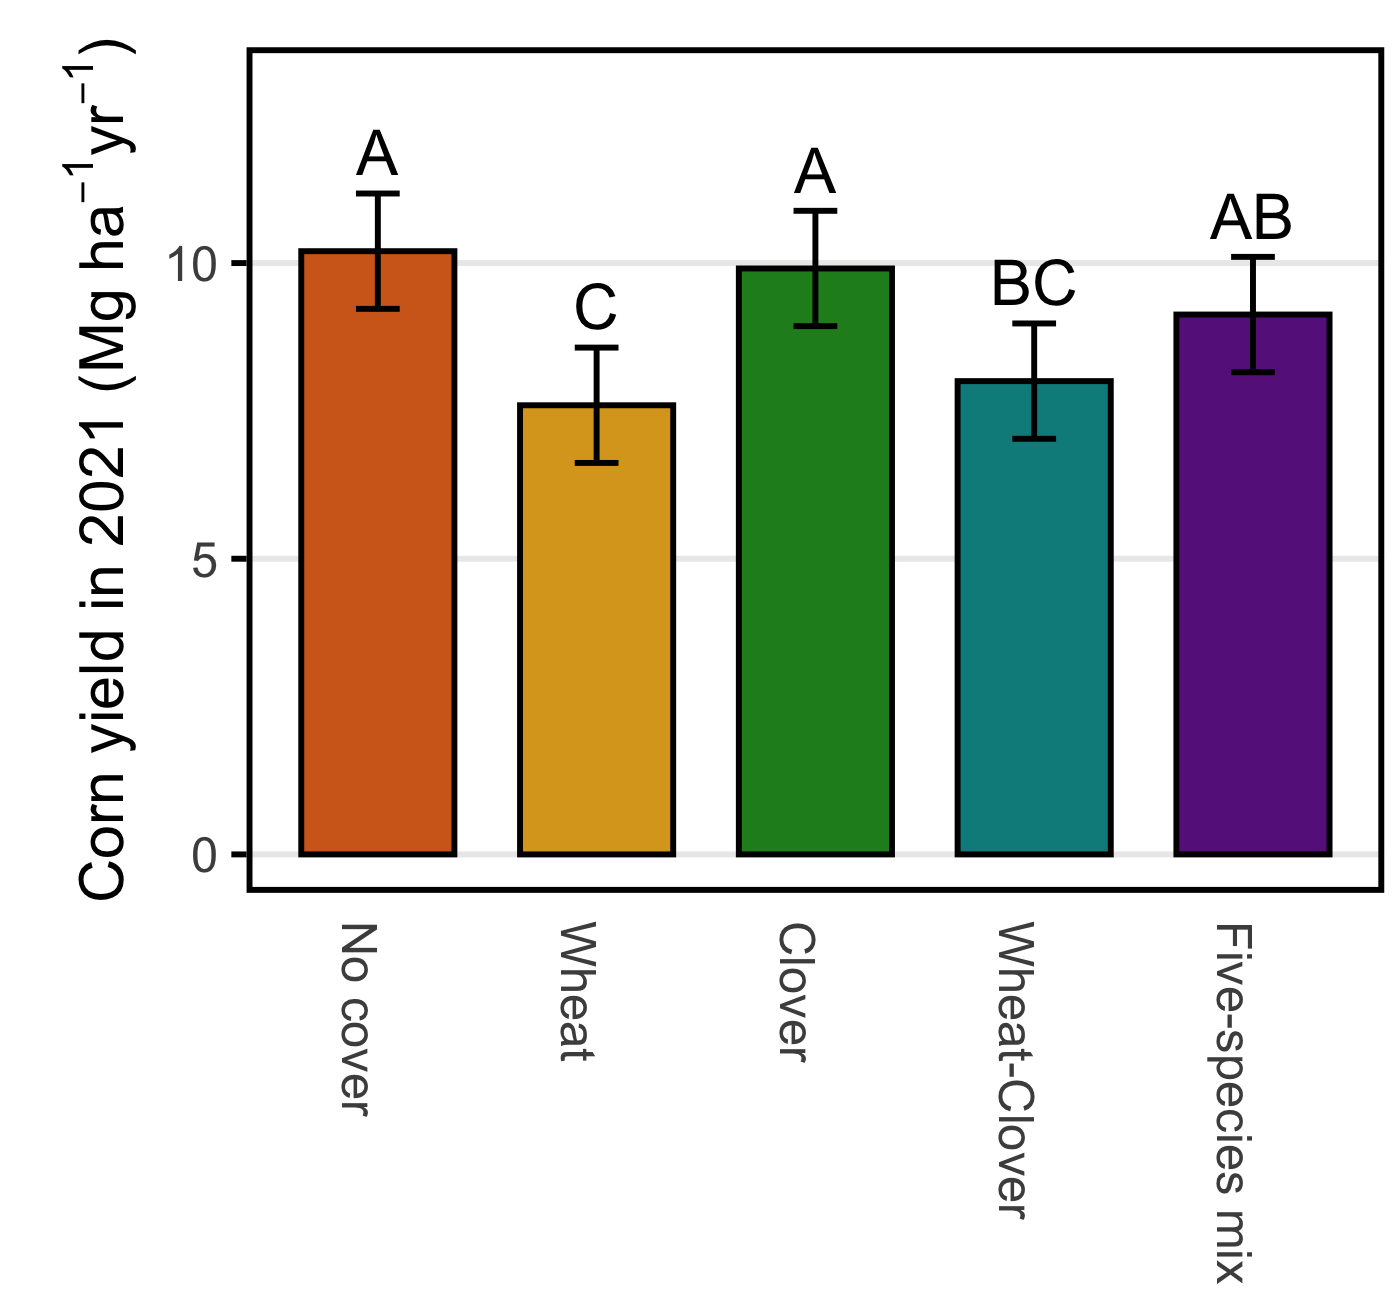 Corn yield in 2021 (Mg ha⁻¹yr⁻¹)
10
5
0
A
C
A
BC
AB
No cover
Wheat
Clover
Wheat-Clover
Five-species mix